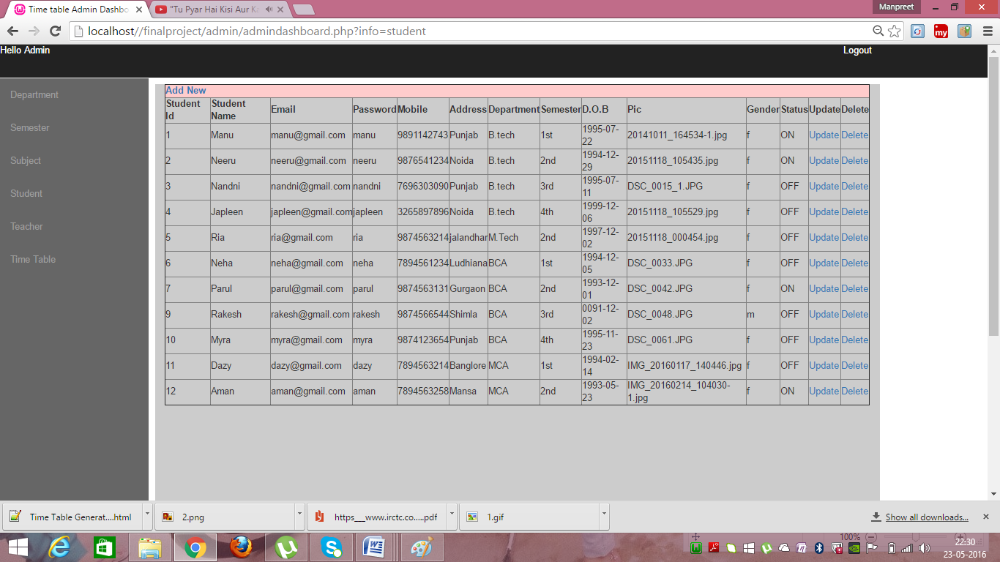 Time table Admin Dashbo
"Tu Pyar Hai Kisi Aur Ka
Manpreet
localhost//finalproject/admin/admindashboard.php?info=student
my
Hello Admin
Logout
Department
Semester
Subject
Student
Teacher
Time Table
Add New
Student Id Student Name Email Password Mobile Address Department Semester D.O.B Pic Gender Status Update Delete
1 Manu manu@gmail.com manu 9891142743 Punjab B.tech 1st 1995-07-22 20141011_164534-1.jpg f ON Update Delete
2 Neeru neeru@gmail.com neeru 9876541234 Noida B.tech 2nd 1994-12-29 20151118_105435.jpg f ON Update Delete
3 Nandni nandni@gmail.com nandni 7696303090 Punjab B.tech 3rd 1995-07-11 DSC_0015_1.JPG f OFF Update Delete
4 Japleen japleen@gmail.com japleen 3265897896 Noida B.tech 4th 1999-12-06 20151118_105529.jpg f OFF Update Delete
5 Ria ria@gmail.com ria 9874563214 jalandhar M.Tech 2nd 1997-12-02 20151118_000454.jpg f OFF Update Delete
6 Neha neha@gmail.com neha 7894561234 Ludhiana BCA 1st 1994-12-05 DSC_0033.JPG f OFF Update Delete
7 Parul parul@gmail.com parul 9874563131 Gurgaon BCA 2nd 1993-12-01 DSC_0042.JPG f ON Update Delete
9 Rakesh rakesh@gmail.com rakesh 9874566544 Shimla BCA 3rd 0091-12-02 DSC_0048.JPG m OFF Update Delete
10 Myra myra@gmail.com myra 9874123654 Punjab BCA 4th 1995-11-23 DSC_0061.JPG f OFF Update Delete
11 Dazy dazy@gmail.com dazy 7894563214 Banglore MCA 1st 1994-02-14 IMG_20160117_140446.jpg f OFF Update Delete
12 Aman aman@gmail.com aman 7894563258 Mansa MCA 2nd 1993-05-23 IMG_20160214_104030-1.jpg f ON Update Delete
Time Table Generat....html
2.png
https___www.irctc.co.....pdf
1.gif
Show all downloads...
100%
22:30
23-05-2016